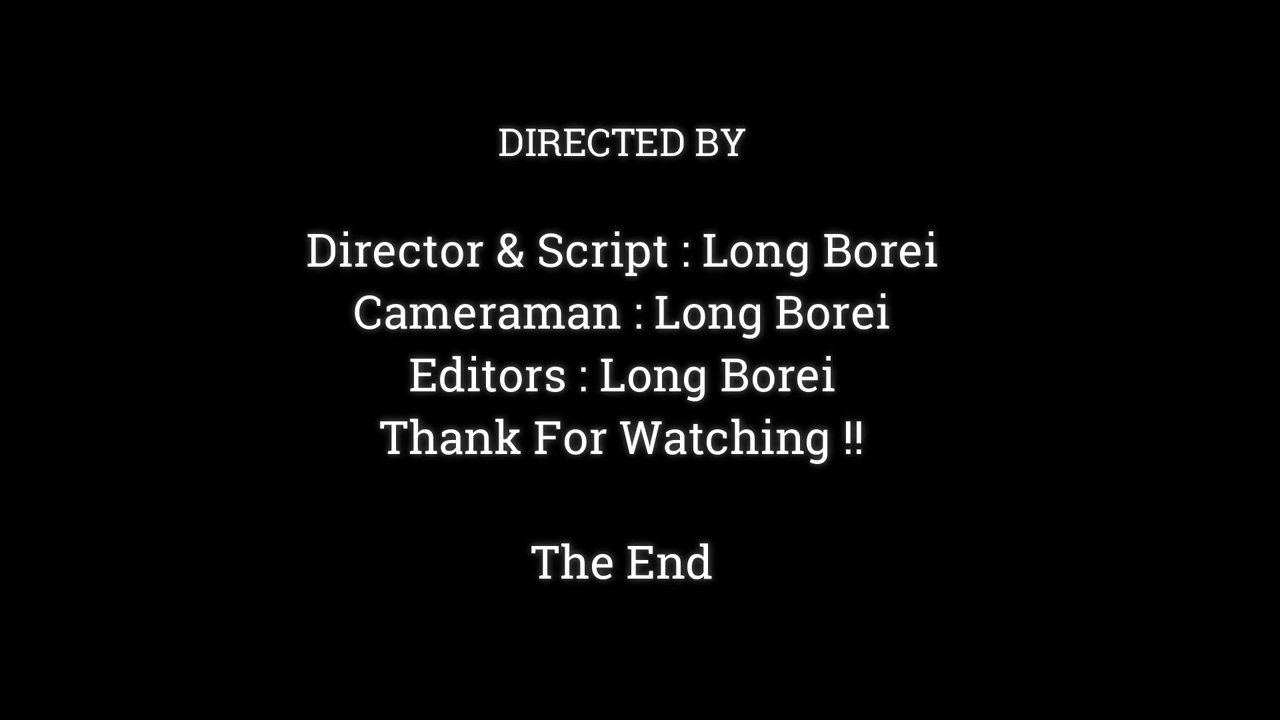 DIRECTED BY
Director & Script : Long Borei
Cameraman : Long Borei
Editors : Long Borei
Thank For Watching !!
The End